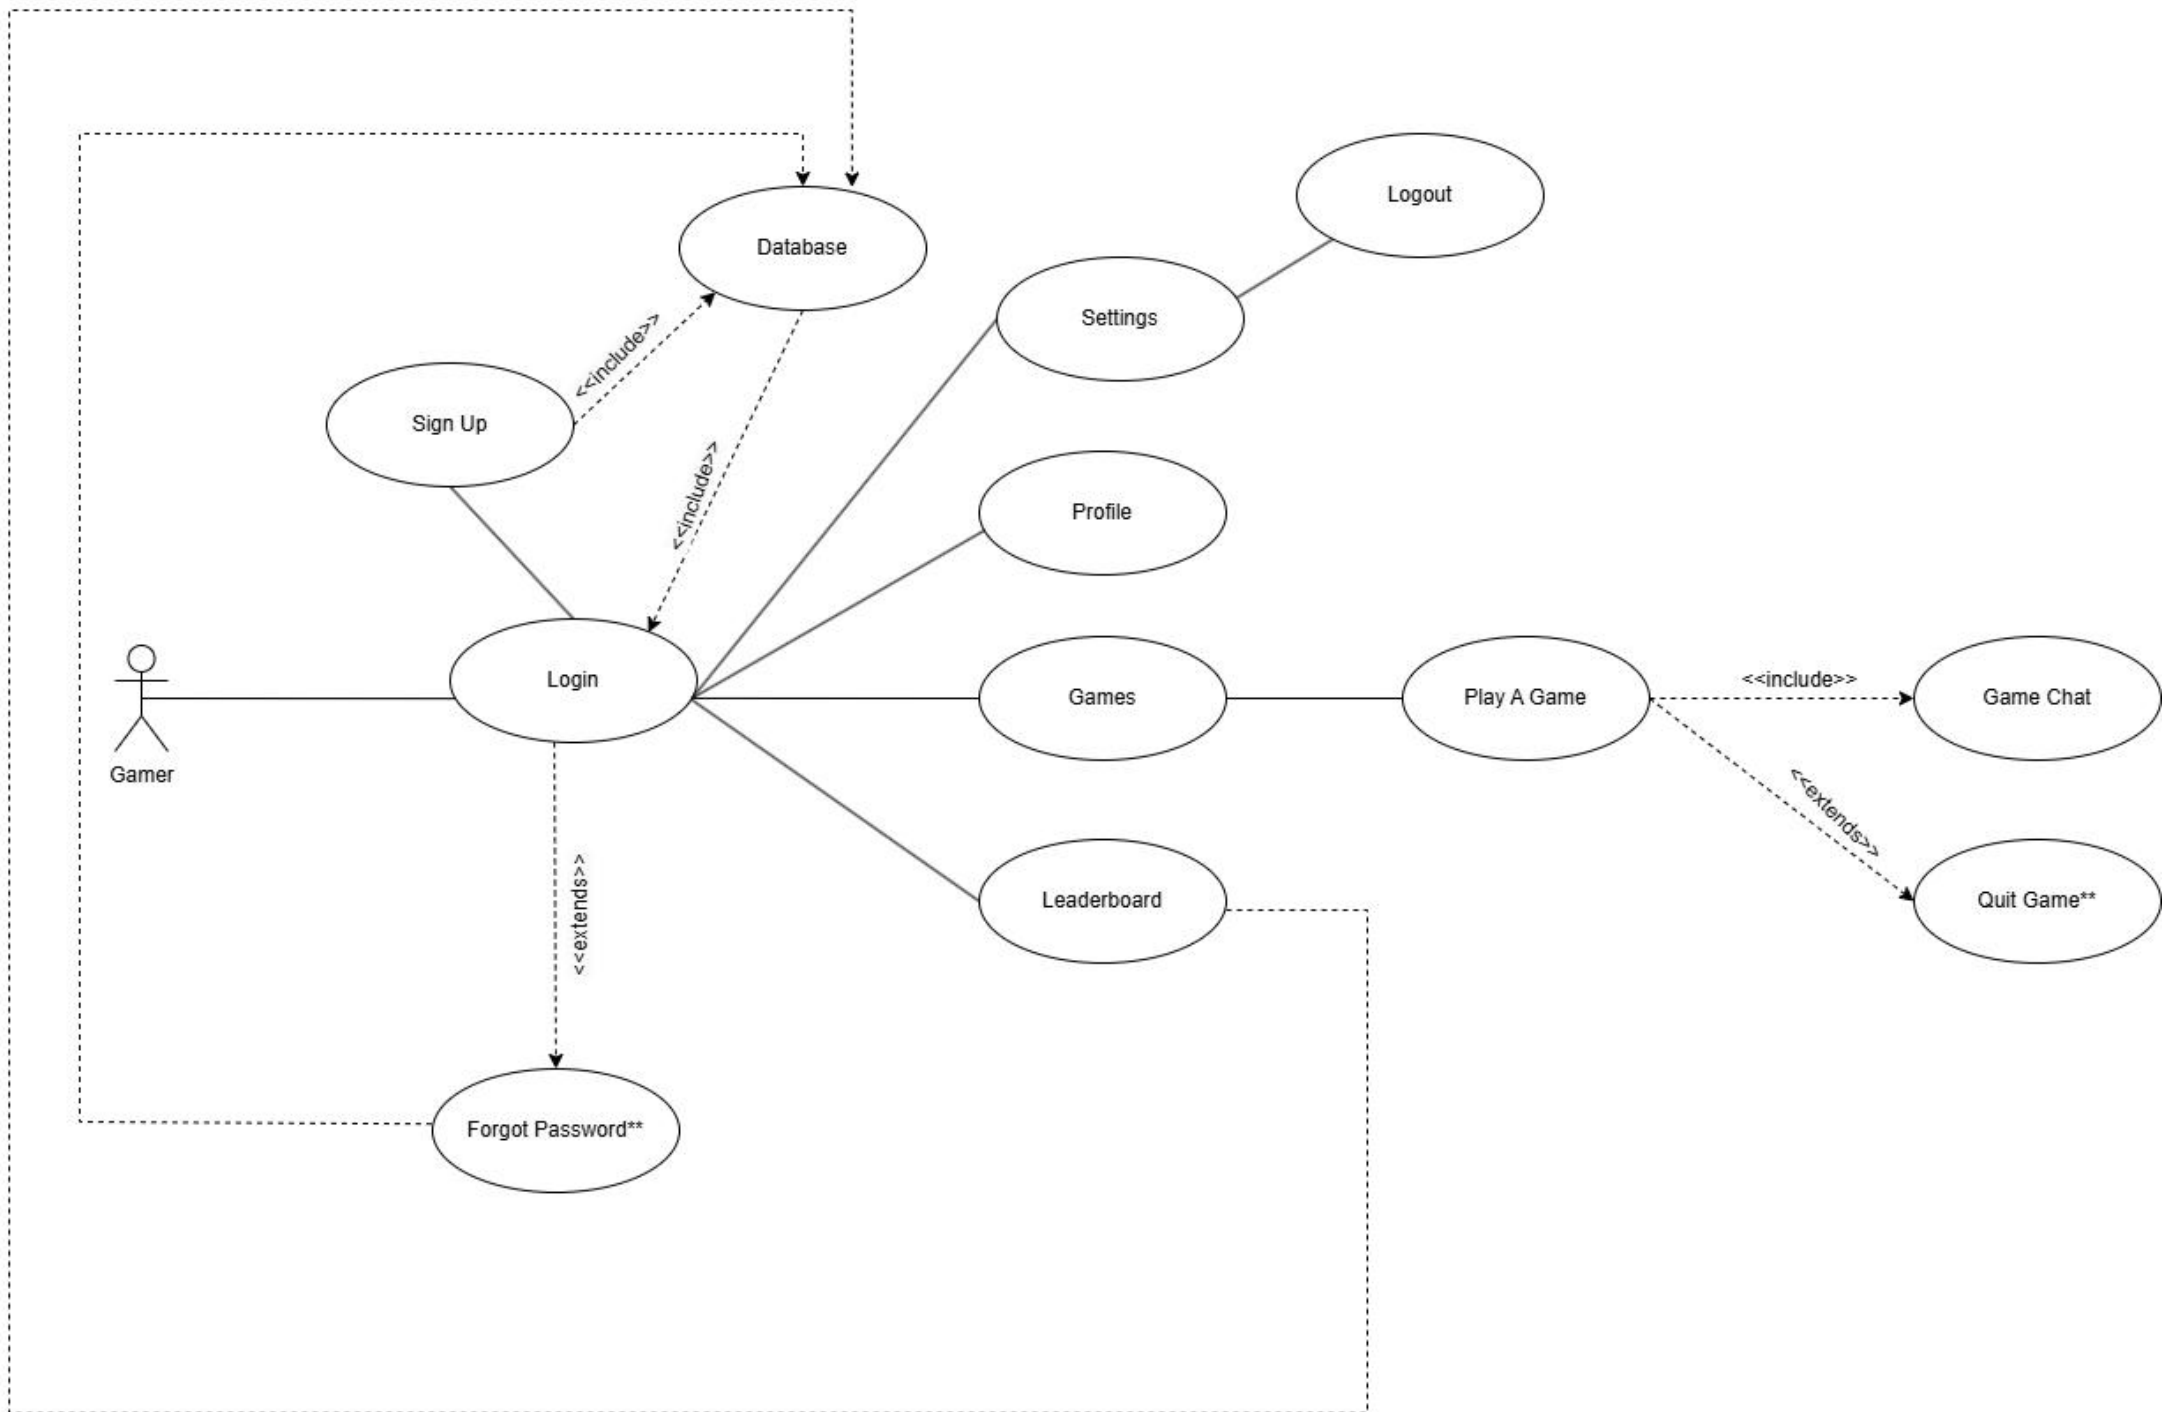 Logout
Database
Settings
<<include>>
Sign Up
<<include>>
Profile
Login
<<include>>
Games
Play A Game
Game Chat
Gamer
<<extends>>
<<extends>>
Leaderboard
Quit Game**
Forgot Password**